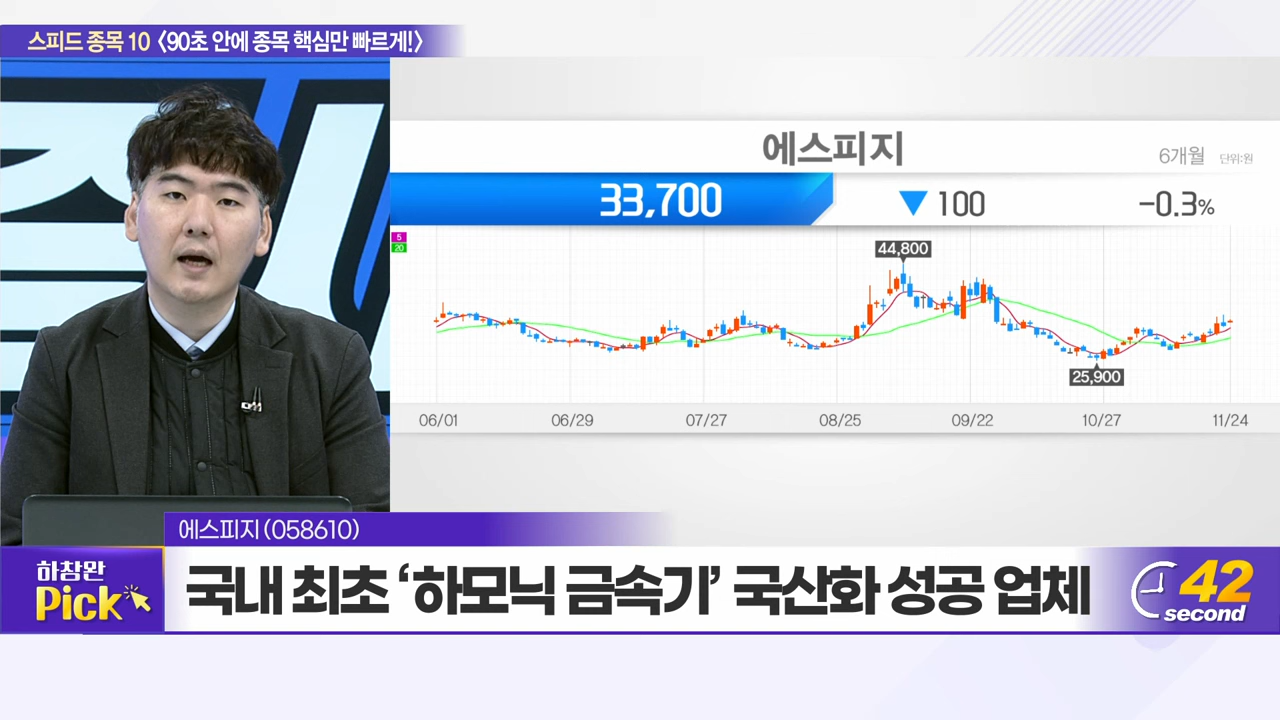 스피드 종목 10 <90초 안에 종목 핵심만 빠르게!>
에스피지
6개월 단위:원
33,700 ▼ 100 -0.3%
5
20
44,800
25,900
06/01 06/29 07/27 08/25 09/22 10/27 11/24
에스피지(058610)
하창완
Pick
국내 최초 ‘하모닉 금속기’ 국산화 성공 업체
42
second